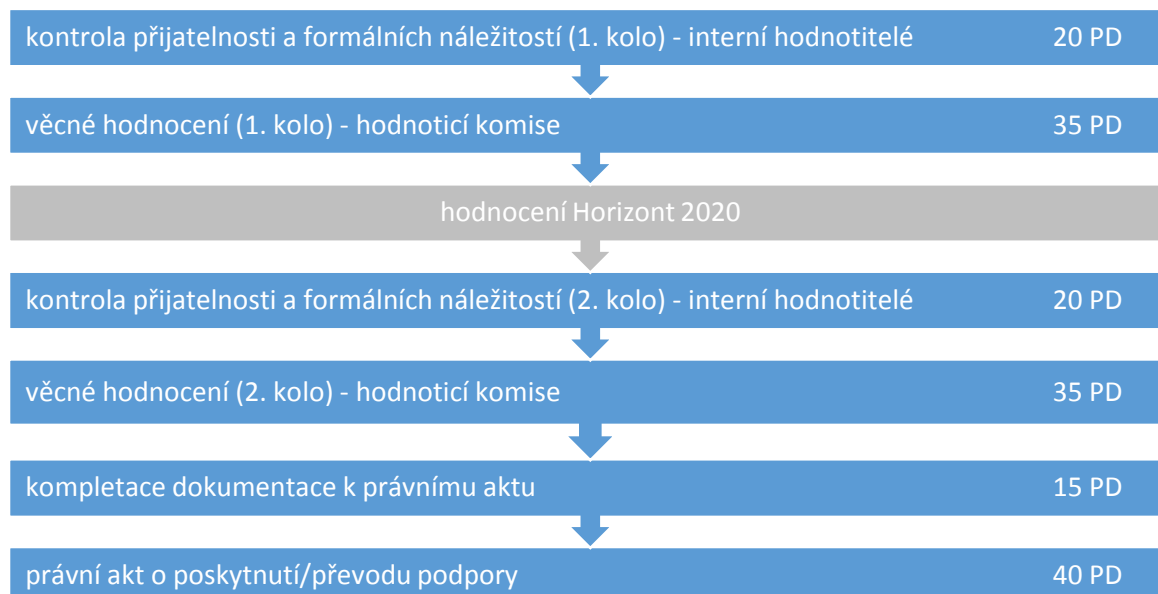 kontrola přijatelnosti a formálních náležitostí (1. kolo) - interní hodnotitelé 20 PD
věcné hodnocení (1. kolo) - hodnoticí komise 35 PD
hodnocení Horizont 2020
kontrola přijatelnosti a formálních náležitostí (2. kolo) - interní hodnotitelé 20 PD
věcné hodnocení (2. kolo) - hodnoticí komise 35 PD
kompletace dokumentace k právnímu aktu 15 PD
právní akt o poskytnutí/převodu podpory 40 PD